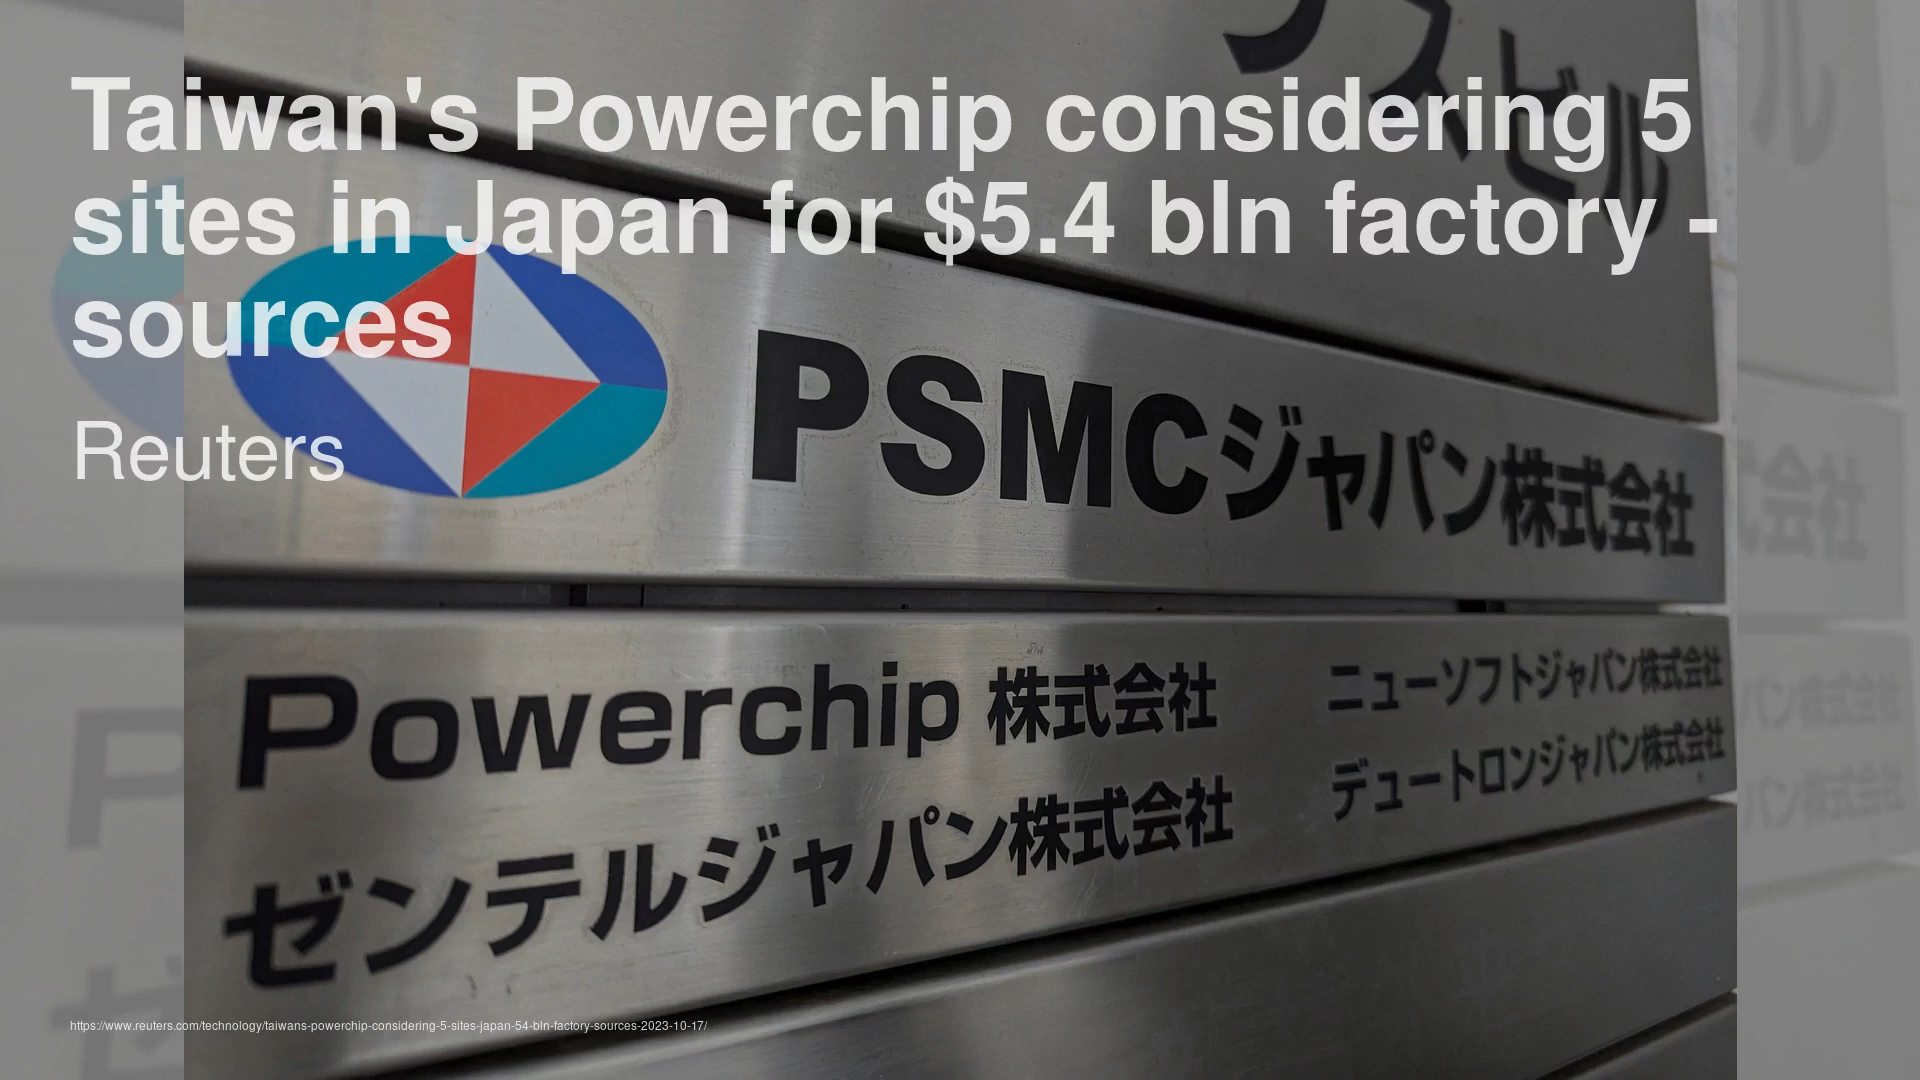 Taiwan's Powerchip considering 5
sites in Japan for $5.4 bln factory -
sources
Reuters
PSMCジャパン株式会社
Powerchip 株式会社
ゼンテルジャパン株式会社
ニューソフトジャパン株式会社
デュートロンジャパン株式会社
https://www.reuters.com/technology/taiwans-powerchip-considering-5-sites-japan-54-bln-factory-sources-2023-10-17/